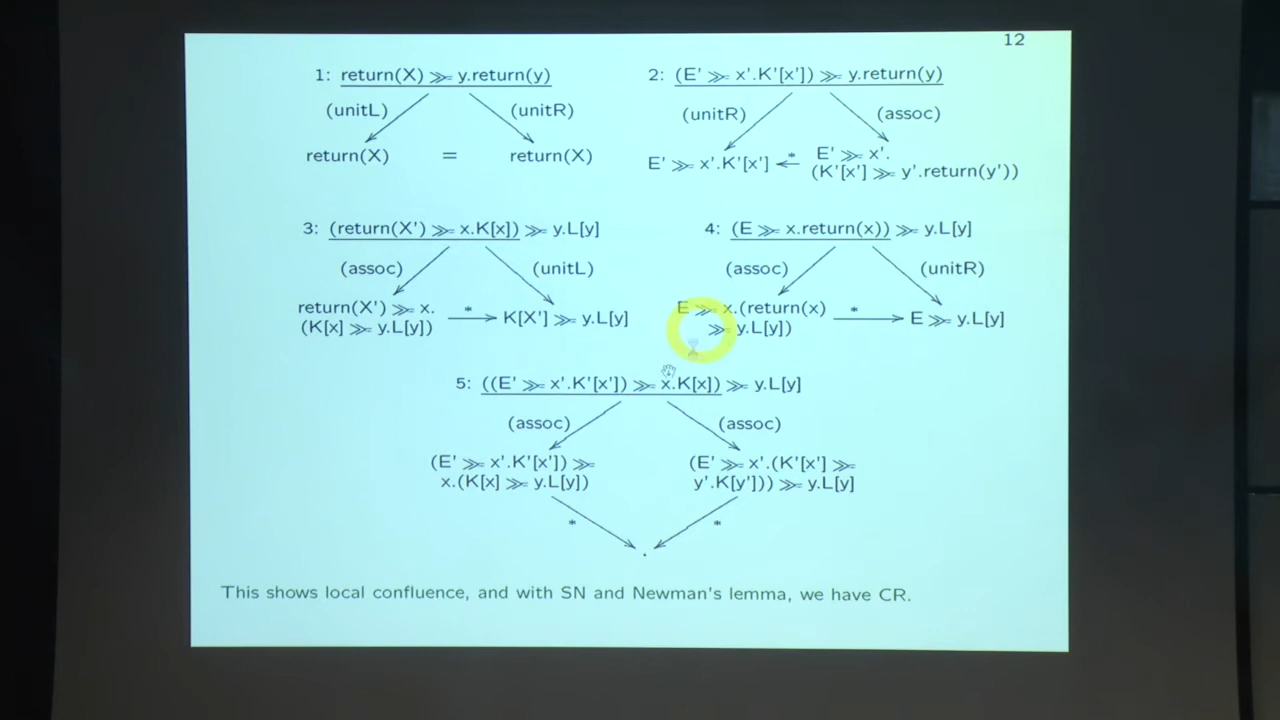 12
1: return(X) ≫= y.return(y)
(unitL) (unitR)
return(X) = return(X)
2: (E' ≫= x'.K'[x']) ≫= y.return(y)
(unitR) (assoc)
E' ≫= x'.K'[x'] ↞* E' ≫= x'.
(K'[x'] ≫= y'.return(y'))
3: (return(X') ≫= x.K[x]) ≫= y.L[y]
(assoc) (unitL)
return(X') ≫= x. * K[X'] ≫= y.L[y]
(K[x] ≫= y.L[y])
4: (E ≫= x.return(x)) ≫= y.L[y]
(assoc) (unitR)
E ≫= x.(return(x) * E ≫= y.L[y]
≫= y.L[y])
5: ((E' ≫= x'.K'[x']) ≫= x.K[x]) ≫= y.L[y]
(assoc) (assoc)
(E' ≫= x'.K'[x']) ≫= (E' ≫= x'.(K'[x'] ≫=
x.(K[x] ≫= y.L[y]) y'.K[y'])) ≫= y.L[y]
* *
.
This shows local confluence, and with SN and Newman's lemma, we have CR.